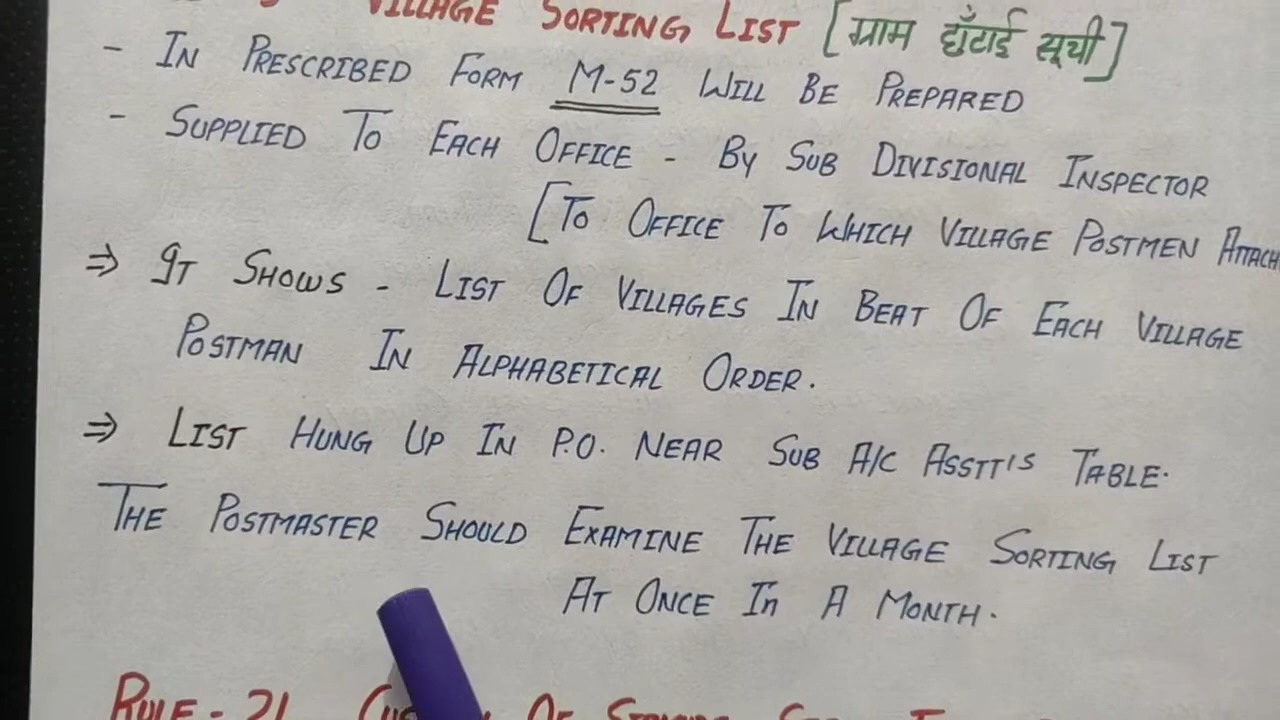 VILLAGE SORTING LIST [ग्राम छँटाई सूची]
- IN PRESCRIBED FORM M-52 WILL BE PREPARED
- SUPPLIED TO EACH OFFICE - BY SUB DIVISIONAL INSPECTOR
[TO OFFICE TO WHICH VILLAGE POSTMEN ATTACH
⇒ IT SHOWS - LIST OF VILLAGES IN BEAT OF EACH VILLAGE
POSTMAN IN ALPHABETICAL ORDER.
⇒ LIST HUNG UP IN P.O. NEAR SUB A/C ASSTT'S TABLE.
THE POSTMASTER SHOULD EXAMINE THE VILLAGE SORTING LIST
AT ONCE IN A MONTH.
RULE - 21 OF